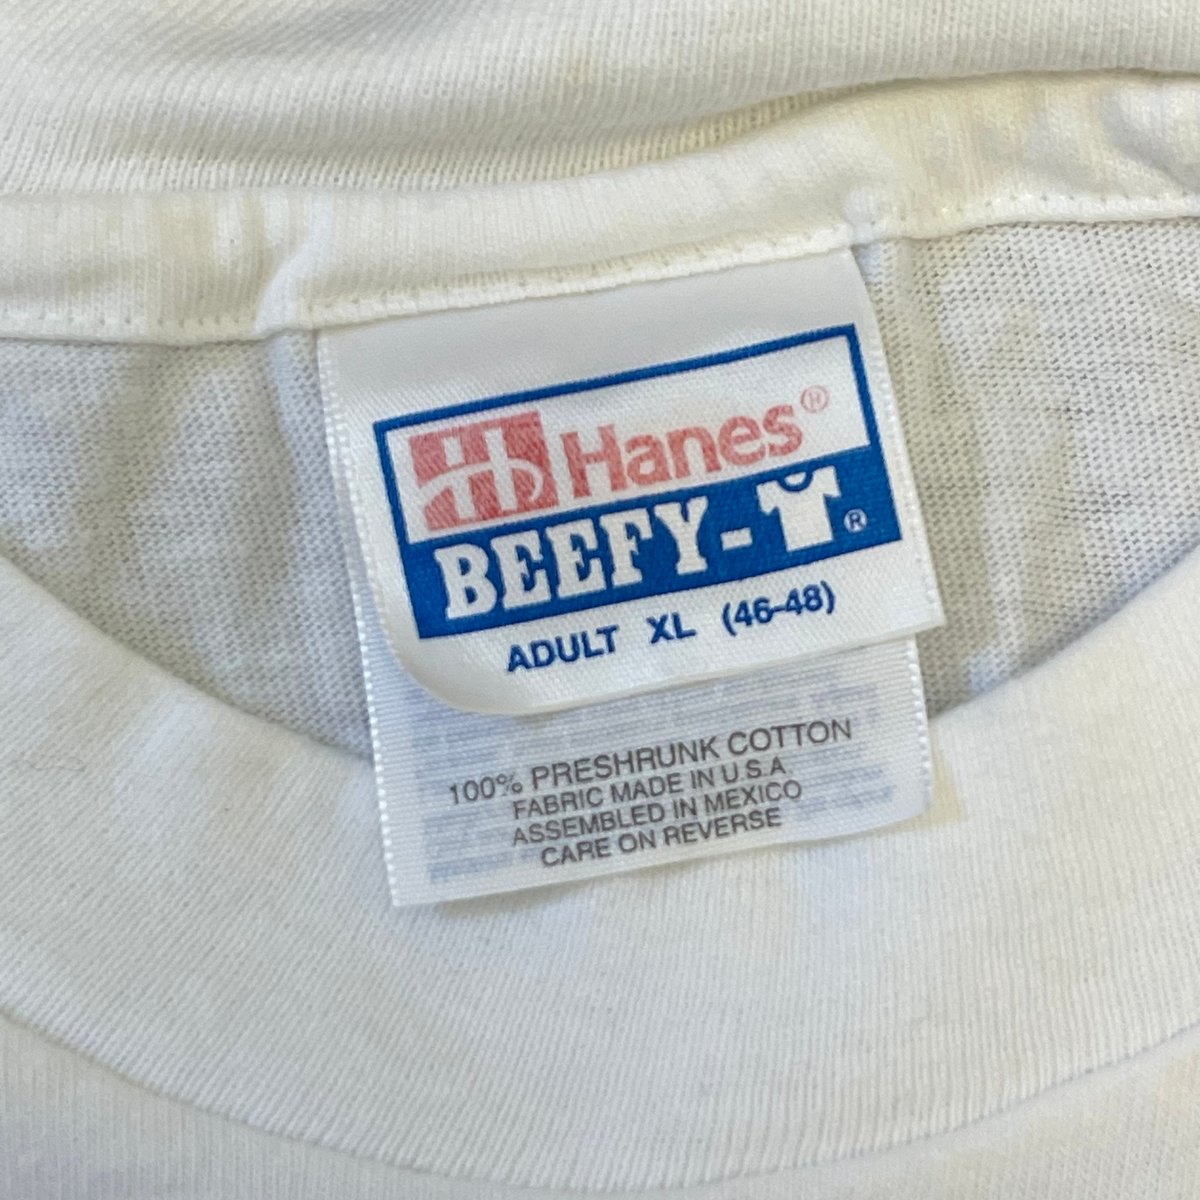 Hanes®
BEEFY-T®
ADULT XL (46-48)
100% PRESHRUNK COTTON
FABRIC MADE IN U.S.A
ASSEMBLED IN MEXICO
CARE ON REVERSE